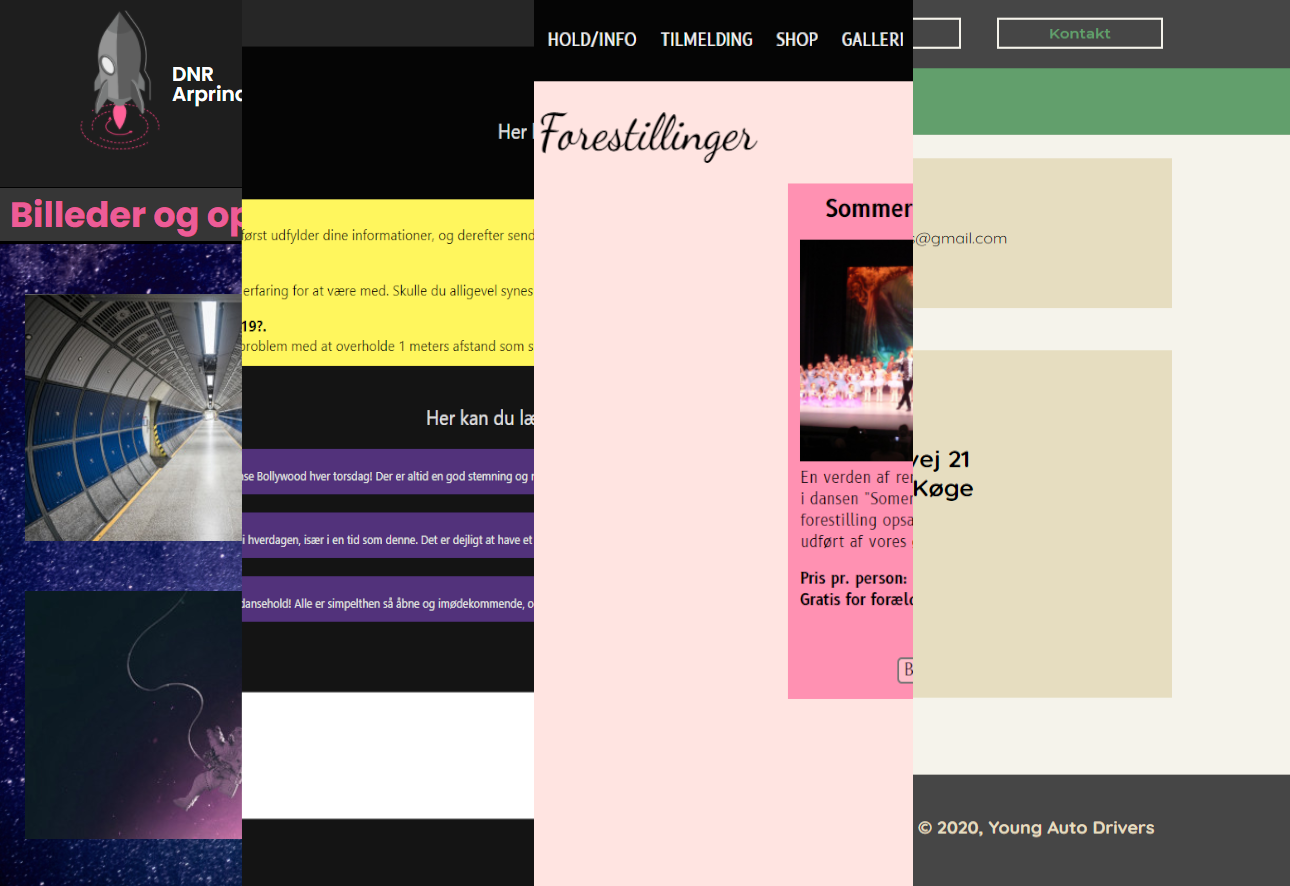 DNR
Billeder og
Her
først udfylder dine informationer, og derefter send
erfaring for at være med. Skulle du alligevel synes
19?.
problem med at overholde 1 meters afstand som s
Her kan du læ
se Bollywood hver torsdag! Der er altid en god stemning og
i hverdagen, især i en tid som denne. Det er dejligt at have et
dansehold! Alle er simpelthen så åbne og imødekommende, o
HOLD/INFO TILMELDING SHOP GALLERI
Forestillinger
Sommer
En verden af
i dansen "Somer
forestilling opsa
udført af vores
Pris pr. person:
Gratis for foræld
B
Kontakt
s@gmail.com
vej 21
Køge
© 2020, Young Auto Drivers